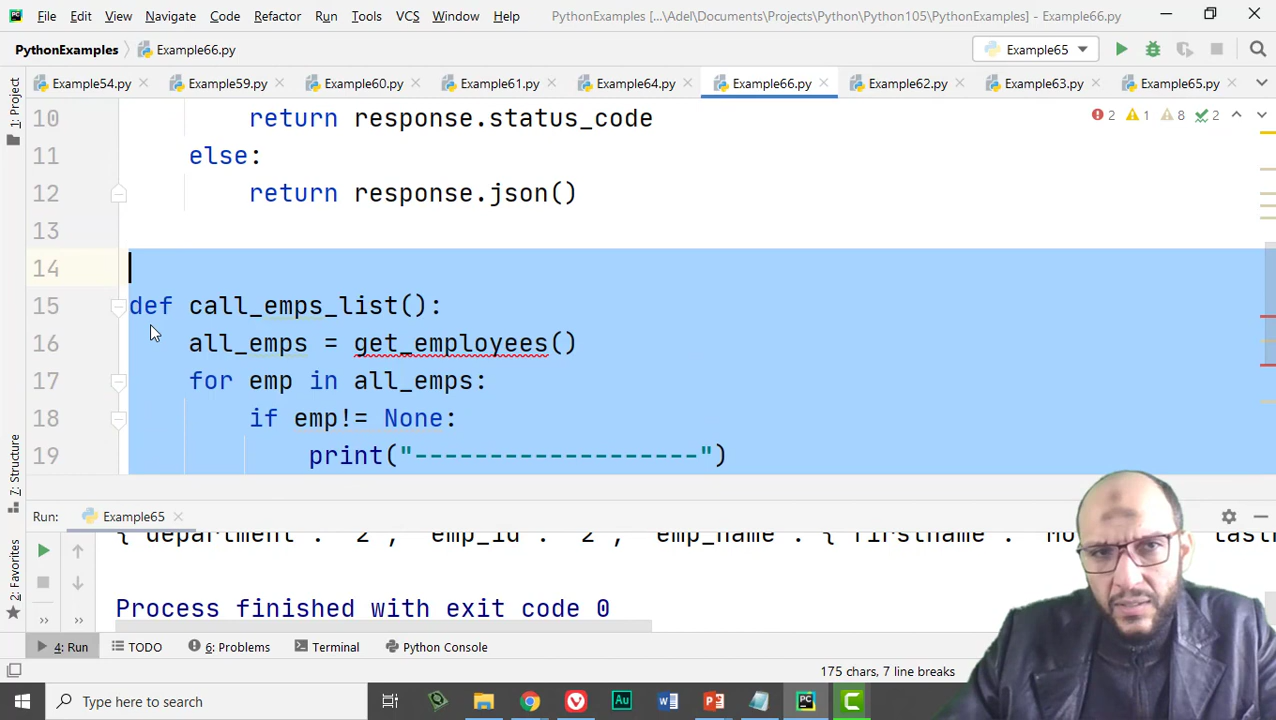 File Edit View Navigate Code Refactor Run Tools VCS Window Help PythonExamples [...\Adel\Documents\Projects\Python\Python105\PythonExamples] - Example66.py
PythonExamples Example66.py Example65
1: Project Example54.py Example59.py Example60.py Example61.py Example64.py Example66.py Example62.py Example63.py Example65.py
10 return response.status_code 2 1 8 2
11 else:
12 return response.json()
13
14
15 def call_emps_list():
16 all_emps = get_employees()
17 for emp in all_emps:
18 if emp!= None:
19 print("-------------------")
7: Structure
Run: Example65
2: Favorites
{'department': '2', 'emp_id': '2', 'emp_name': {'firstname':
Process finished with exit code 0
4: Run TODO 6: Problems Terminal Python Console
175 chars, 7 line breaks
Type here to search